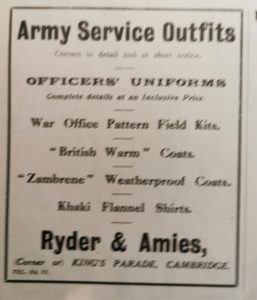 Army Service Outfits
Correct in detail and at short notice.
OFFICERS' UNIFORMS
Complete details at an Inclusive Price
War Office Pattern Field Kits.
"British Warm" Coats.
"Zambrene" Weatherproof Coats.
Khaki Flannel Shirts.
Ryder & Amies,
(Corner of) KING'S PARADE, CAMBRIDGE.
TEL. No.